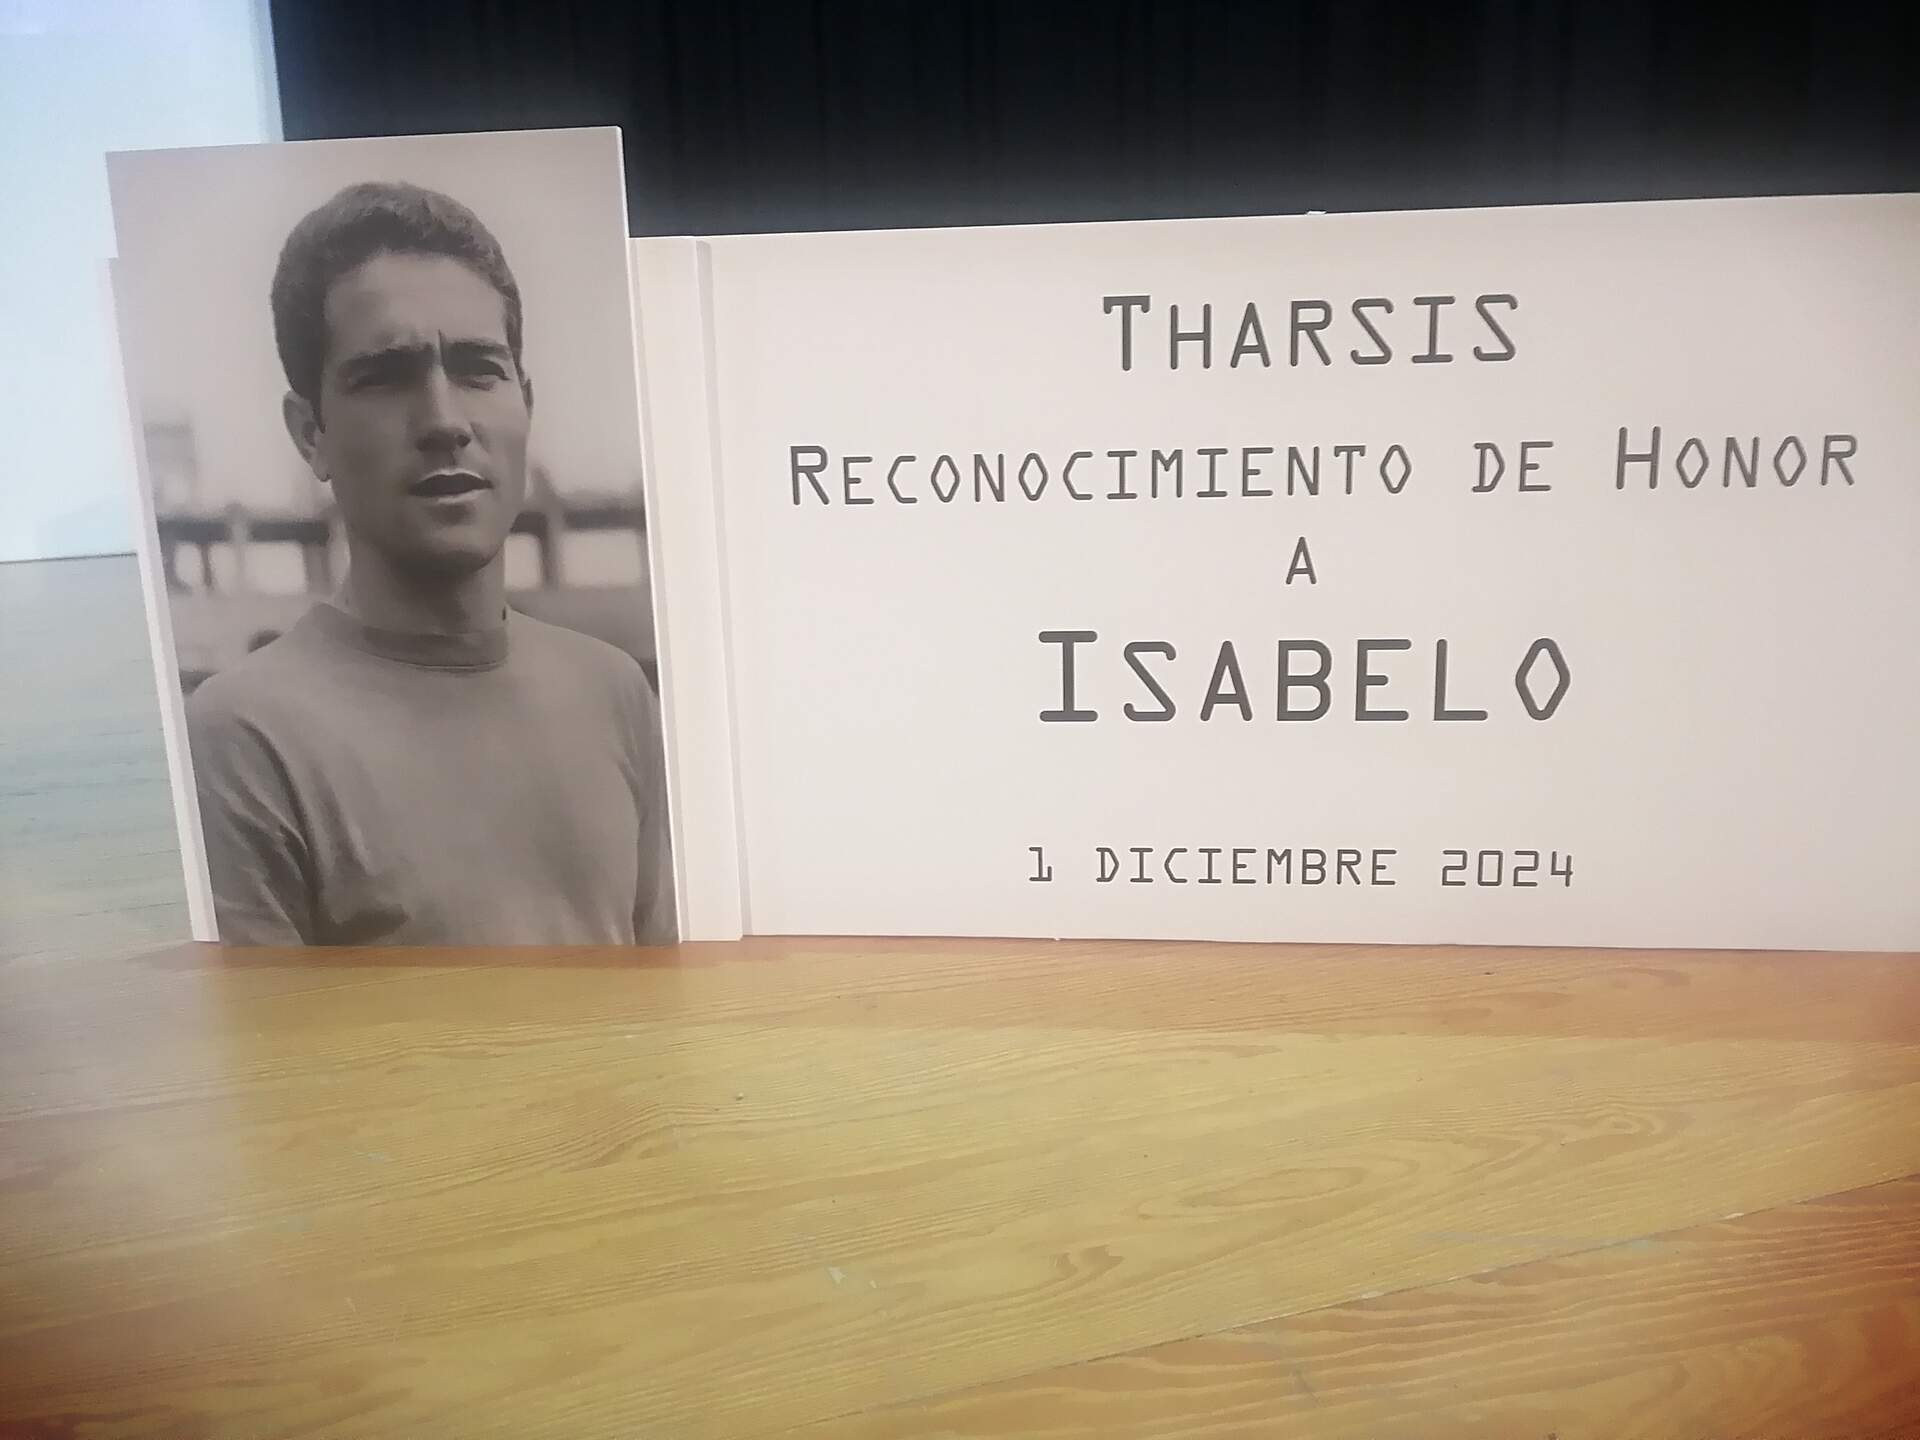 THARSIS
RECONOCIMIENTO DE HONOR
A
ISABELO
1 DICIEMBRE 2024